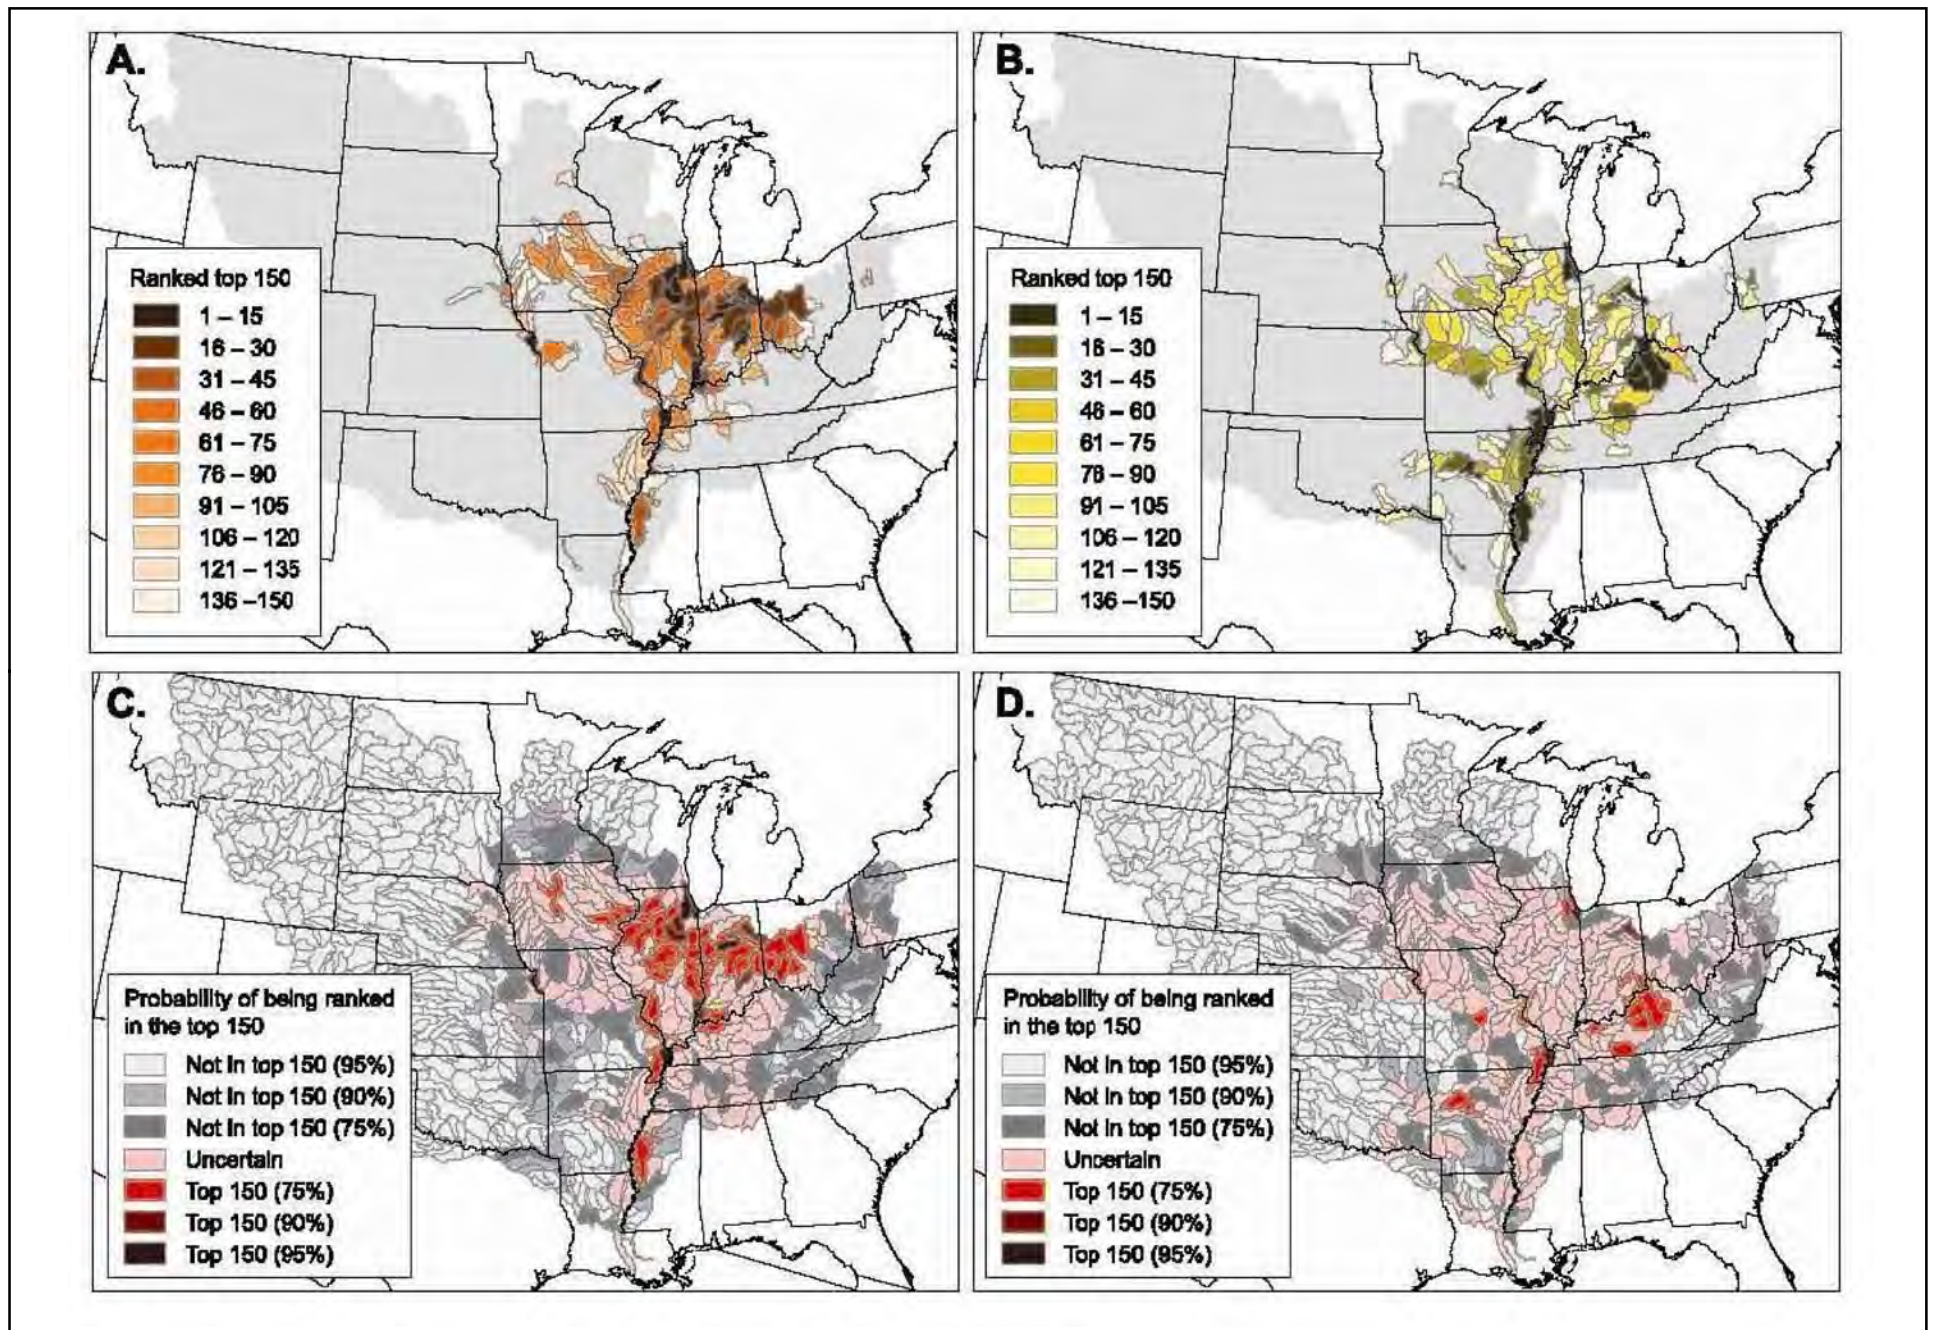 A.
Ranked top 150
1 – 15
16 – 30
31 – 45
46 – 60
61 – 75
76 – 90
91 – 105
106 – 120
121 – 135
136 –150
B.
Ranked top 150
1 – 15
16 – 30
31 – 45
46 – 60
61 – 75
76 – 90
91 – 105
106 – 120
121 – 135
136 –150
C.
Probability of being ranked
in the top 150
Not in top 150 (95%)
Not in top 150 (90%)
Not in top 150 (75%)
Uncertain
Top 150 (75%)
Top 150 (90%)
Top 150 (95%)
D.
Probability of being ranked
in the top 150
Not in top 150 (95%)
Not in top 150 (90%)
Not in top 150 (75%)
Uncertain
Top 150 (75%)
Top 150 (90%)
Top 150 (95%)